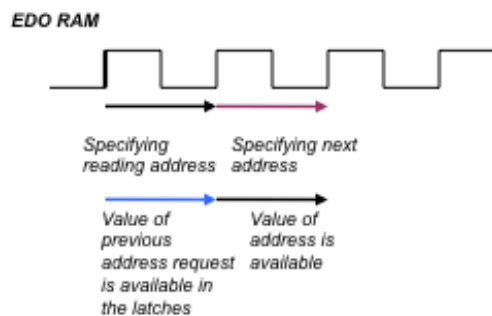 EDO RAM
Specifying
reading address
Specifying next
address
Value of
previous
address request
is available in
the latches
Value of
address is
available